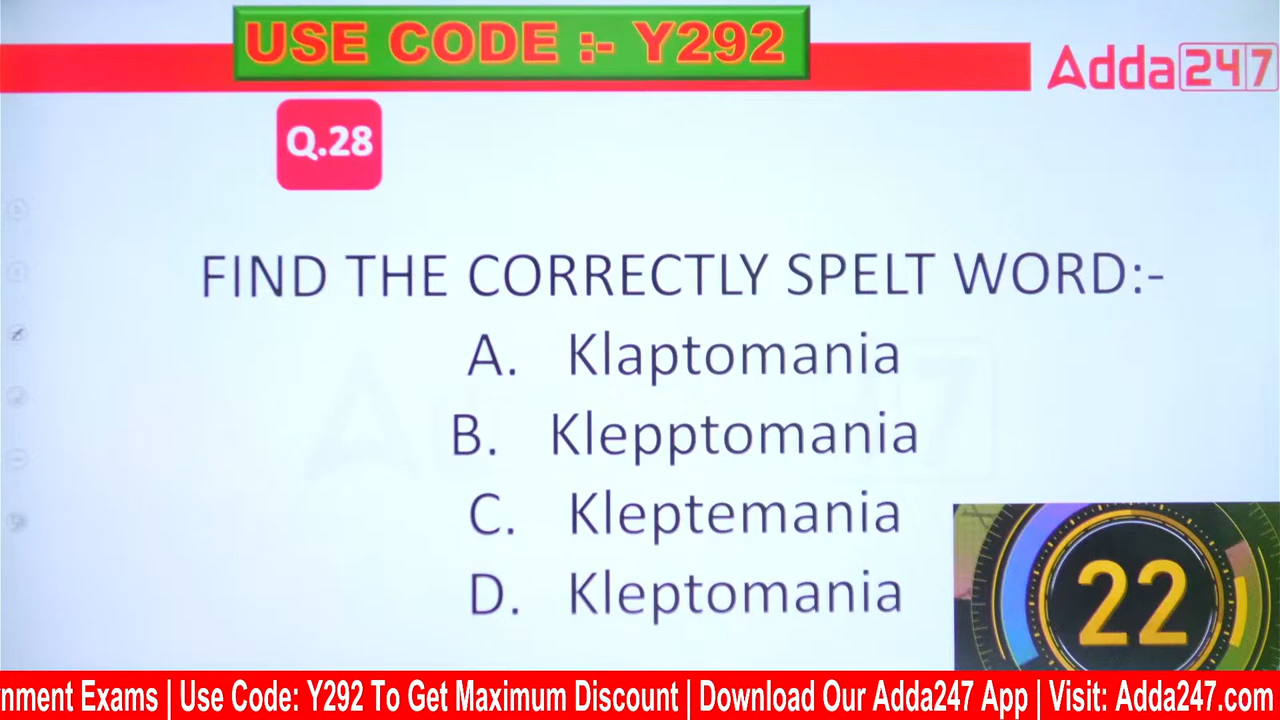 USE CODE :- Y292
Adda247
Q.28
FIND THE CORRECTLY SPELT WORD:-
A. Klaptomania
B. Klepptomania
C. Kleptemania
D. Kleptomania
22
nment Exams | Use Code: Y292 To Get Maximum Discount | Download Our Adda247 App | Visit: Adda247.com